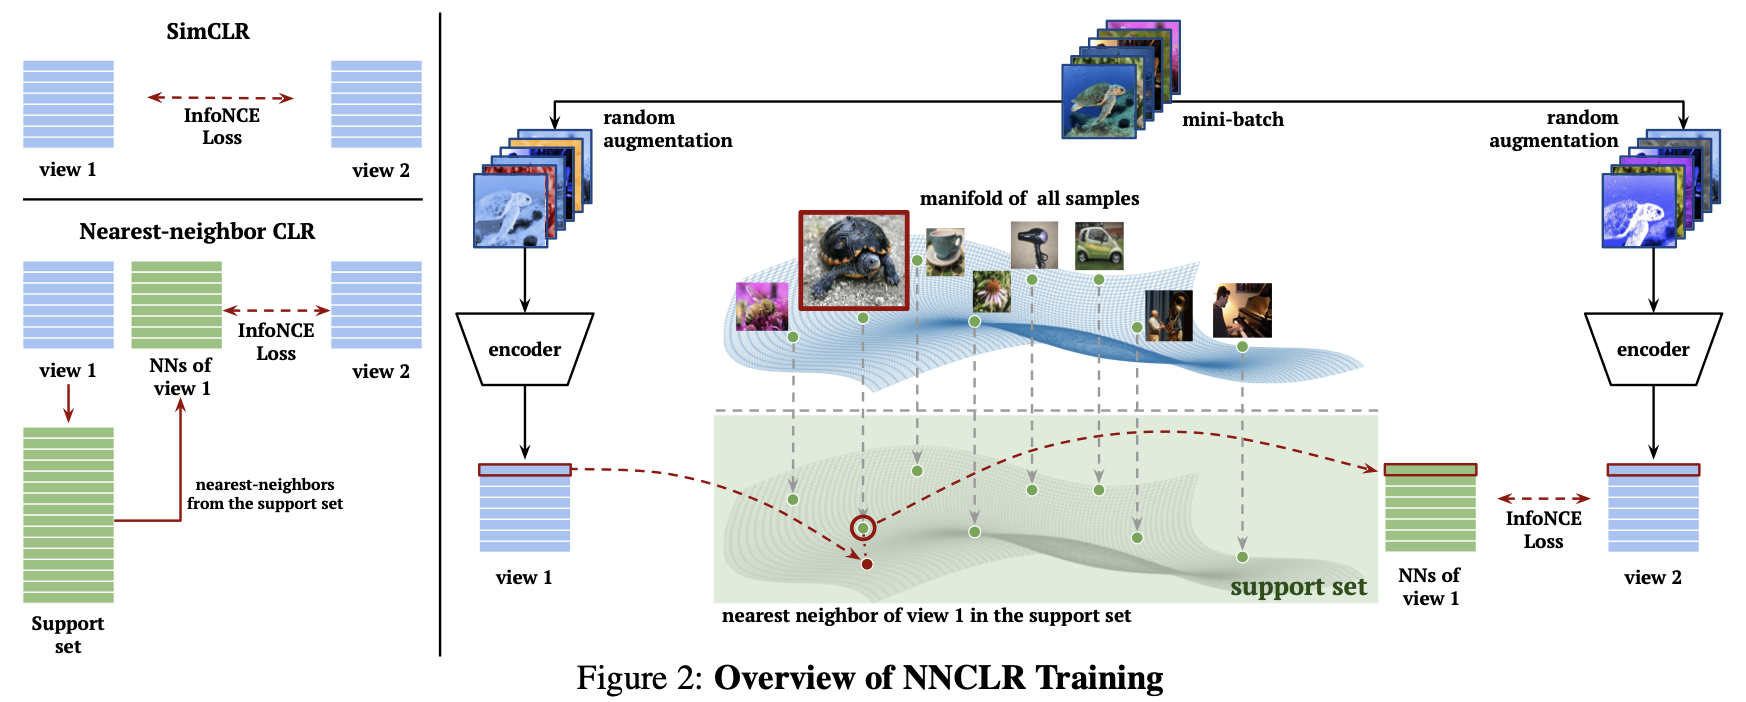 SimCLR
InfoNCE
Loss
view 1
view 2
Nearest-neighbor CLR
InfoNCE
Loss
view 1
NNs of
view 1
view 2
nearest-neighbors
from the support set
Support
set
mini-batch
random
augmentation
random
augmentation
manifold of all samples
encoder
encoder
view 1
support set
nearest neighbor of view 1 in the support set
NNs of
view 1
InfoNCE
Loss
view 2
Figure 2: Overview of NNCLR Training